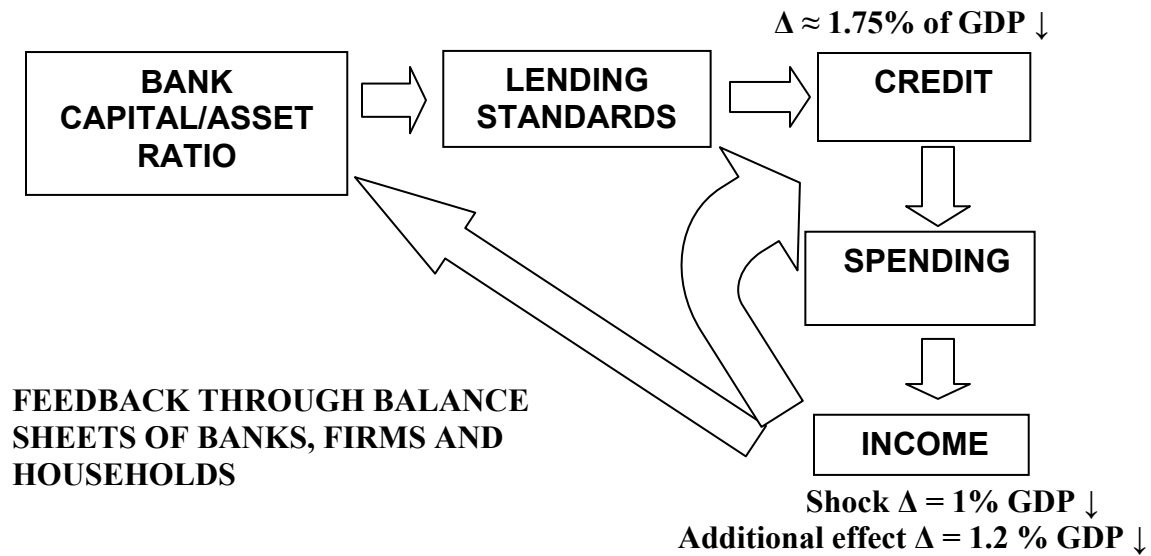 Δ ≈ 1.75% of GDP ↓
BANK
CAPITAL/ASSET
RATIO
LENDING
STANDARDS
CREDIT
SPENDING
INCOME
FEEDBACK THROUGH BALANCE
SHEETS OF BANKS, FIRMS AND
HOUSEHOLDS
Shock Δ = 1% GDP ↓
Additional effect Δ = 1.2 % GDP ↓